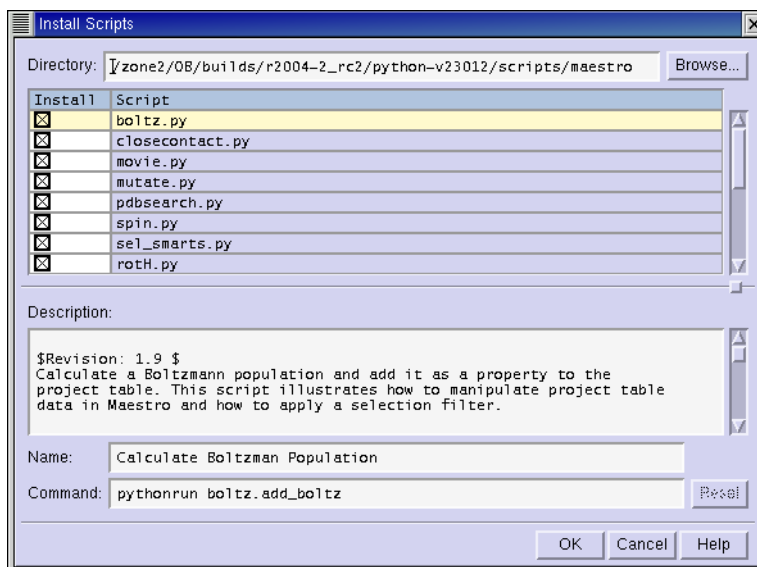 Install Scripts
Directory: /zone2/OB/builds/r2004-2_rc2/python-v23012/scripts/maestro Browse...
Install Script
boltz.py
closecontact.py
movie.py
mutate.py
pdbsearch.py
spin.py
sel_smarts.py
rotH.py
Description:
$Revision: 1.9 $
Calculate a Boltzmann population and add it as a property to the
project table. This script illustrates how to manipulate project table
data in Maestro and how to apply a selection filter.
Name: Calculate Boltzman Population
Command: pythonrun boltz.add_boltz Reset
OK Cancel Help